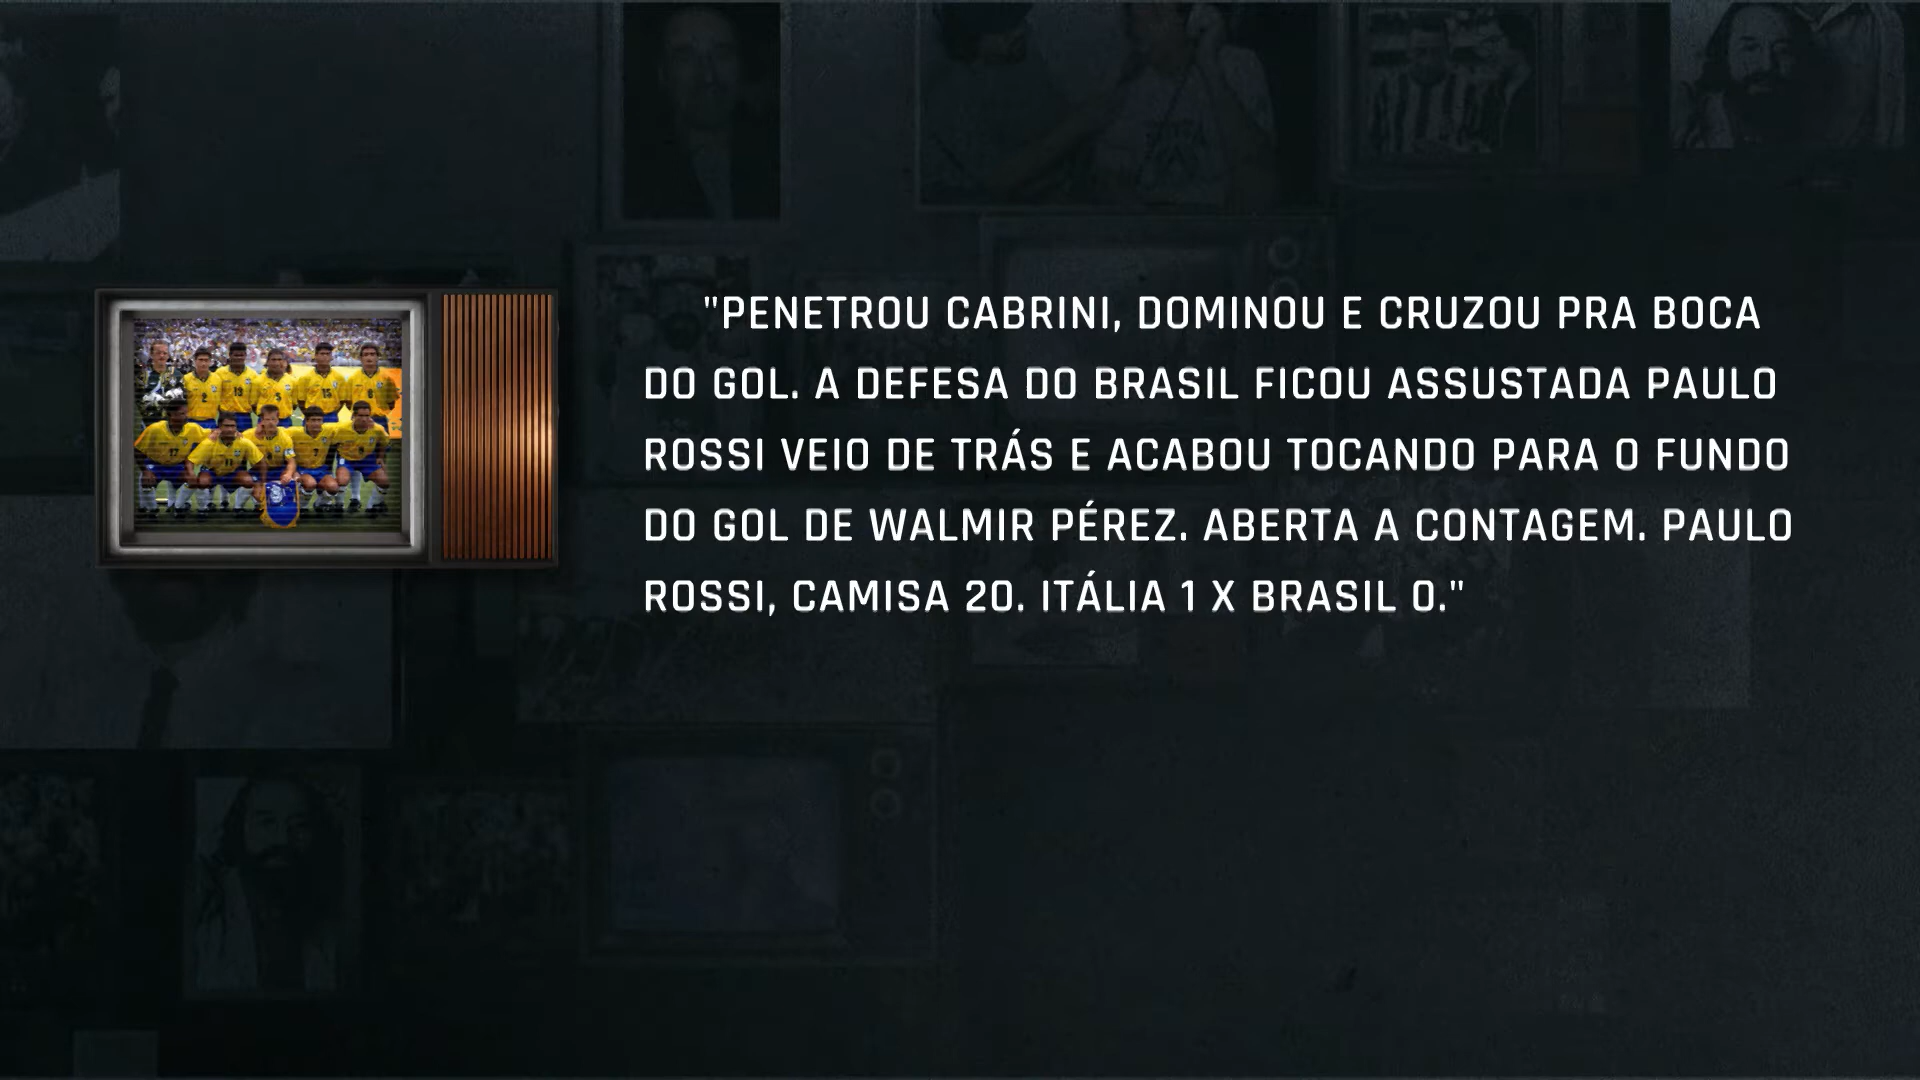 "PENETROU CABRINI, DOMINOU E CRUZOU PRA BOCA
DO GOL. A DEFESA DO BRASIL FICOU ASSUSTADA PAULO
ROSSI VEIO DE TRÁS E ACABOU TOCANDO PARA O FUNDO
DO GOL DE WALMIR PÉREZ. ABERTA A CONTAGEM. PAULO
ROSSI, CAMISA 20. ITÁLIA 1 X BRASIL 0."